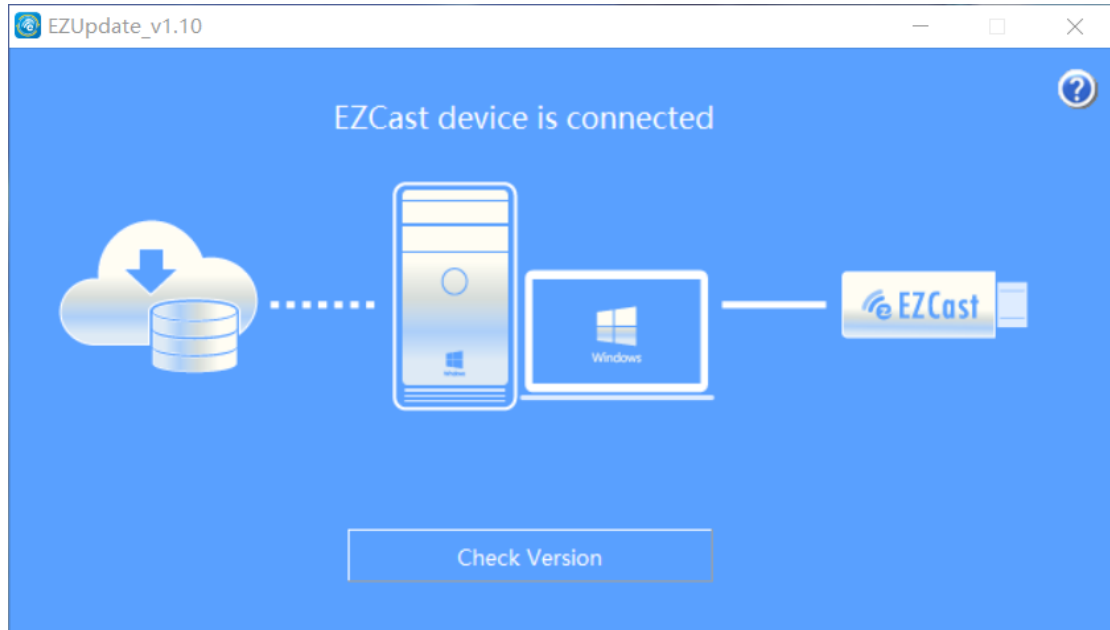 EZUpdate_v1.10
?
EZCast device is connected
Windows
EZCast
Check Version